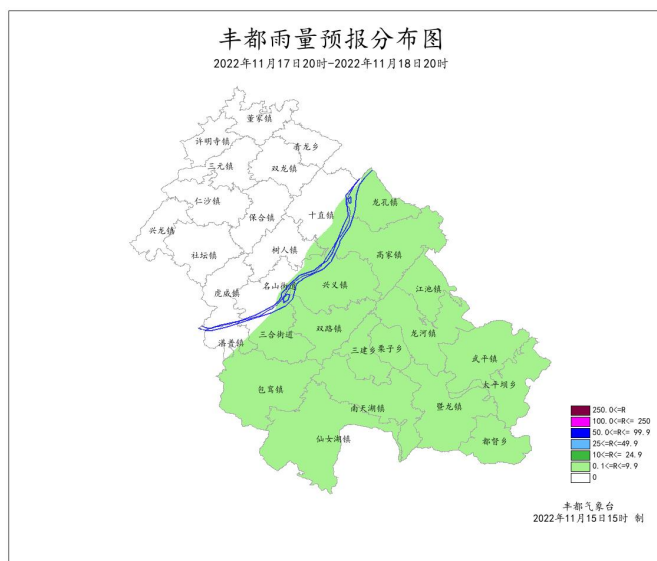 丰都雨量预报分布图
2022年11月17日20时-2022年11月18日20时
董家镇
许明寺镇
青龙乡
三元镇
双龙镇
仁沙镇
龙孔镇
保合镇
十直镇
兴龙镇
树人镇
社坛镇
高家镇
名山街道
兴义镇
江池镇
虎威镇
双路镇
龙河镇
三合街道
湛普镇
三建乡
栗子乡
武平镇
太平坝乡
包鸾镇
南天湖镇
暨龙镇
仙女湖镇
都督乡
250.0<=R
100.0<=R<= 250
50.0<=R<= 99.9
25<=R<=49.9
10<=R<= 24.9
0.1<=R<=9.9
0
丰都气象台
2022年11月15日15时 制